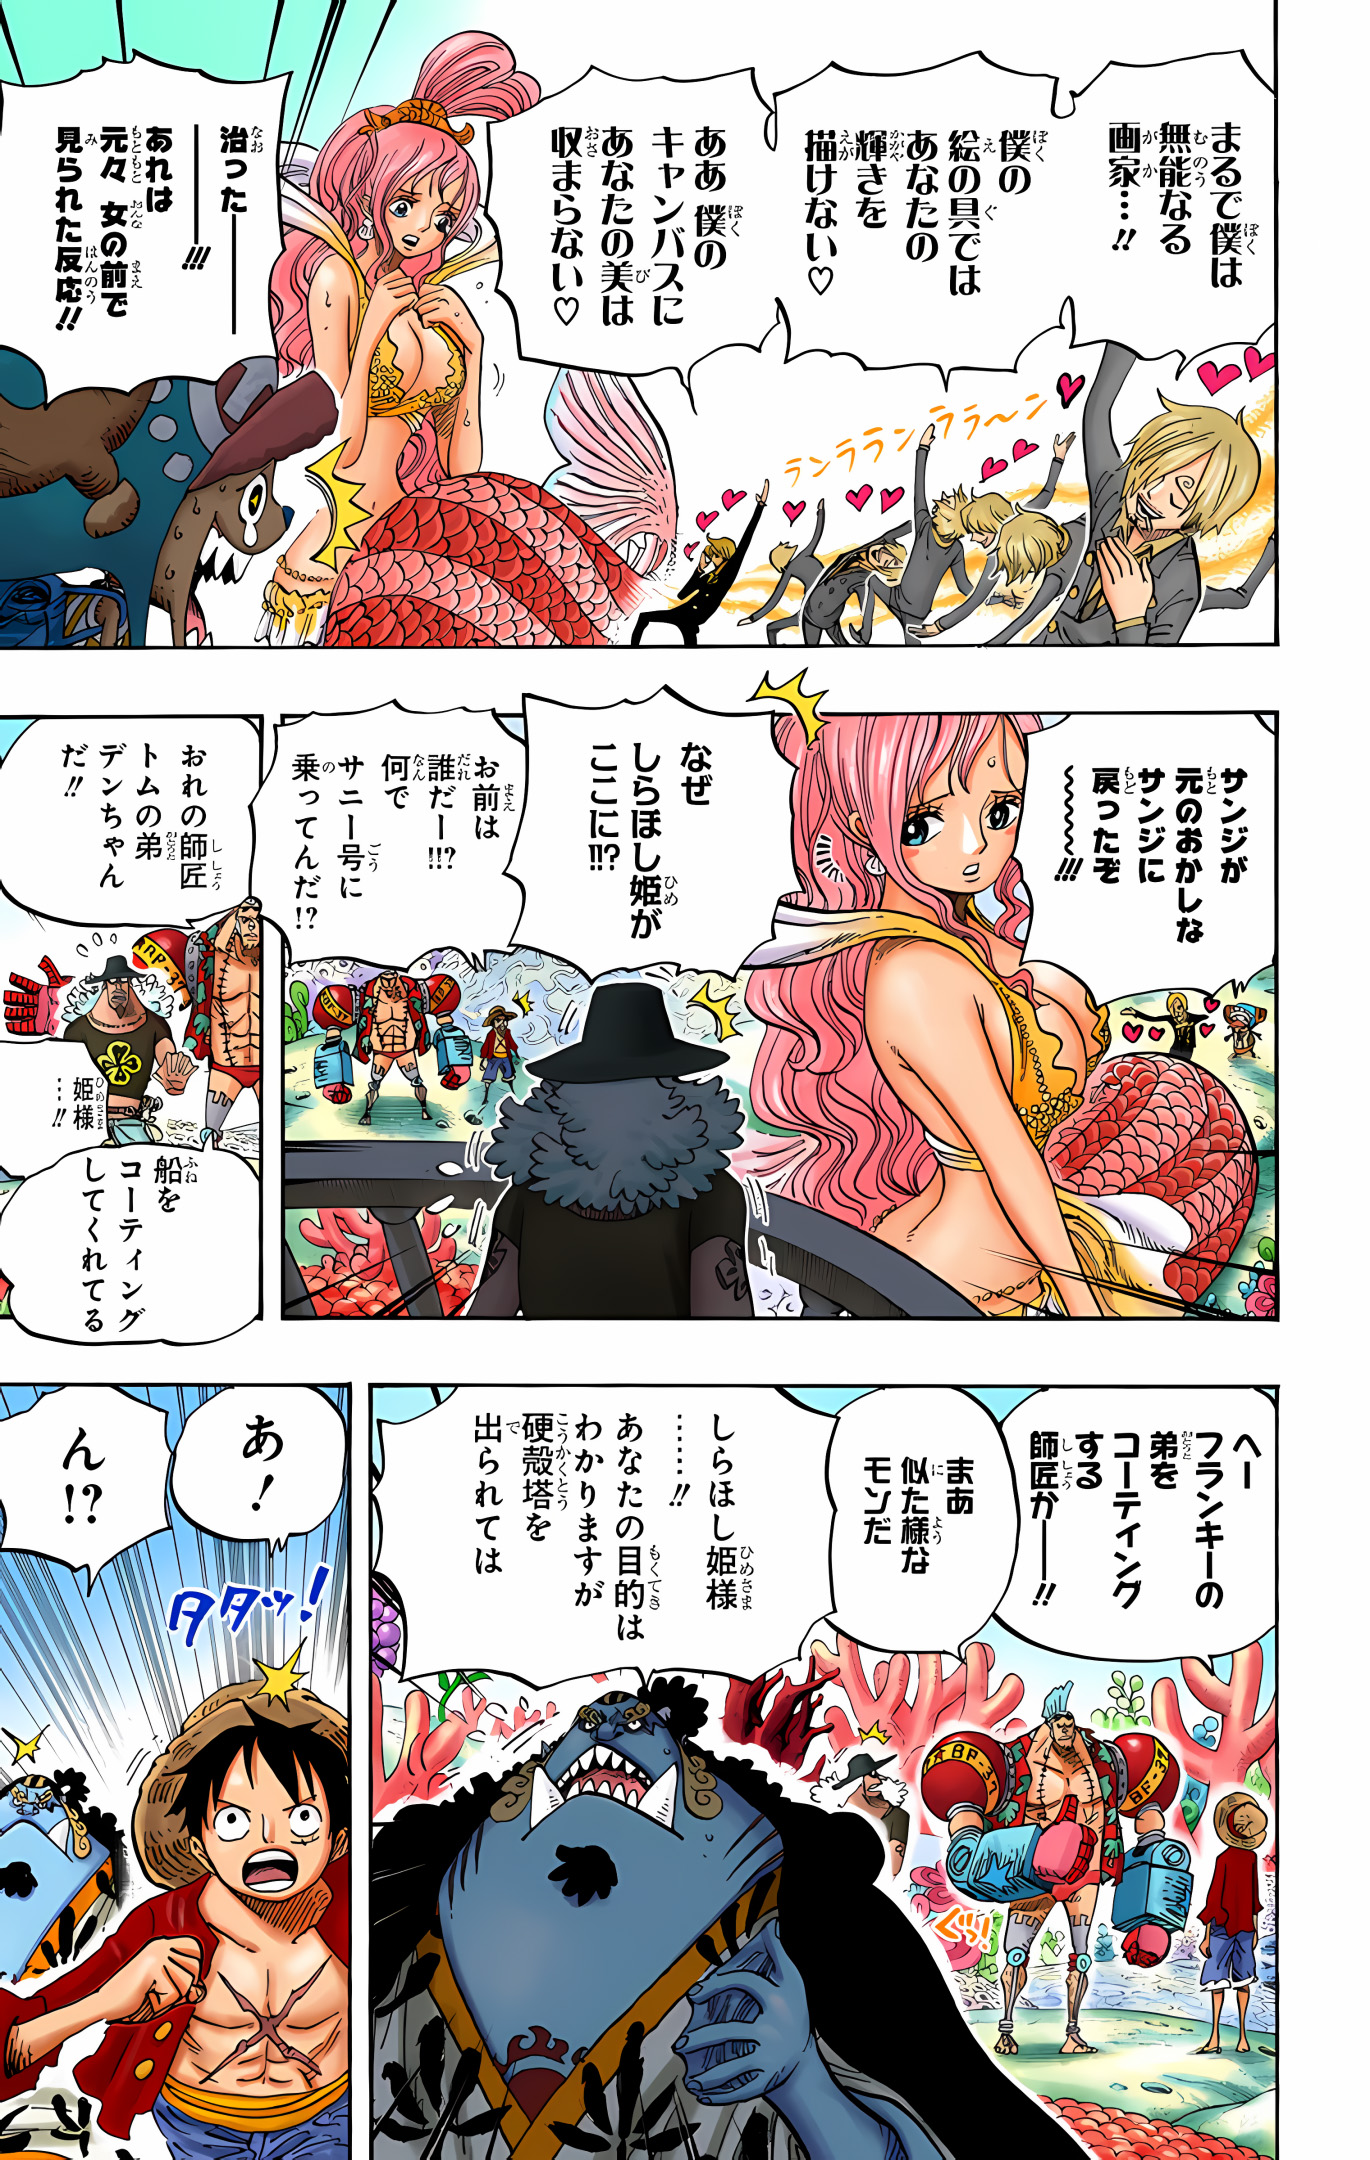 まるで僕は
無能なる
画家…!!
僕の
絵の具では
あなたの
輝きを
描けない♡
ああ 僕の
キャンバスに
あなたの美は
収まらない♡
ランラランララ〜ン
治った――
――!!!
あれは
元々 女の前で
見られた反応!!
サンジが
元のおかしな
サンジに
戻ったぞ
〜〜〜!!!
なぜ
しらほし姫が
ここに!!?
お前は
誰だー!!?
何で
サニー号に
乗ってんだ!?
おれの師匠
トムの弟
デンちゃん
だ!!
姫様
…!!
船を
コーティング
してくれてる
へー
フランキーの
弟を
コーティング
する
師匠か――!!
まあ
似た様な
モンだ
ぐっ!
しらほし姫様
……!!
あなたの目的は
わかりますが
硬殻塔を
出られては
あ!
ん!?
タタッ!